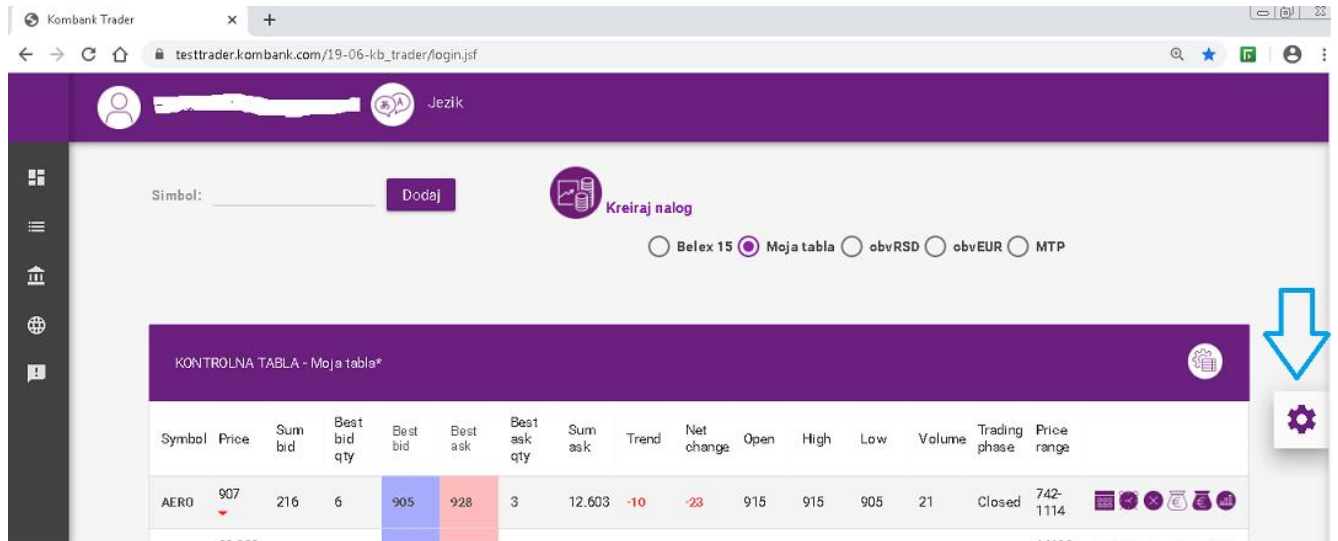 Kombank Trader
testtrader.kombank.com/19-06-kb_trader/login.jsf
Jezik
Simbol: Dodaj
Kreiraj nalog
Belex 15 Moja tabla obvRSD obvEUR MTP
KONTROLNA TABLA - Moja tabla*
Symbol Price Sum bid Best bid qty Best bid Best ask Best ask qty Sum ask Trend Net change Open High Low Volume Trading phase Price range
AERO 907 216 6 905 928 3 12.603 -10 -23 915 915 905 21 Closed 742-1114